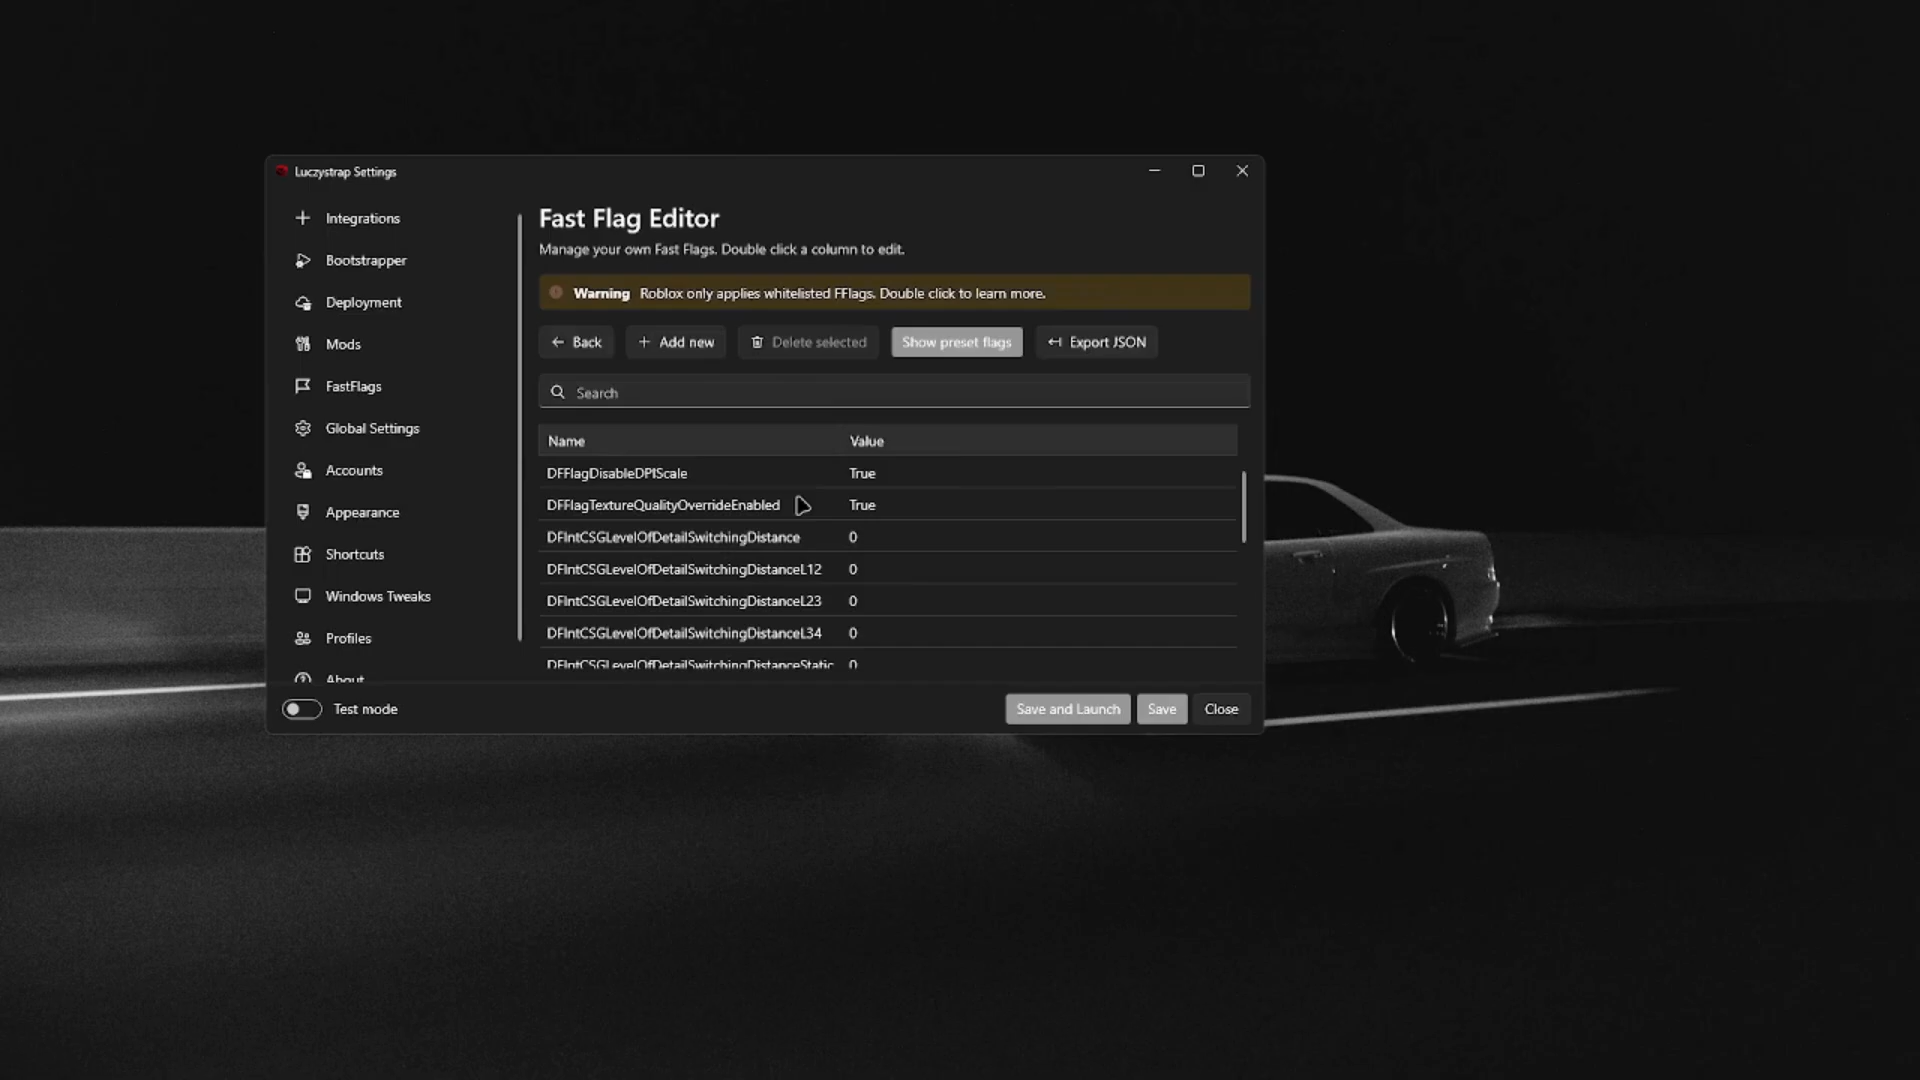 Luczystrap Settings
Integrations
Bootstrapper
Deployment
Mods
FastFlags
Global Settings
Accounts
Appearance
Shortcuts
Windows Tweaks
Profiles
About
Test mode
Fast Flag Editor
Manage your own Fast Flags. Double click a column to edit.
Warning Roblox only applies whitelisted FFlags. Double click to learn more.
Back Add new Delete selected Show preset flags Export JSON
Search
Name Value
DFFlagDisableDPIScale True
DFFlagTextureQualityOverrideEnabled True
DFIntCSGLevelOfDetailSwitchingDistance 0
DFIntCSGLevelOfDetailSwitchingDistanceL12 0
DFIntCSGLevelOfDetailSwitchingDistanceL23 0
DFIntCSGLevelOfDetailSwitchingDistanceL34 0
DFIntCSGLevelOfDetailSwitchingDistanceStatic 0
Save and Launch Save Close